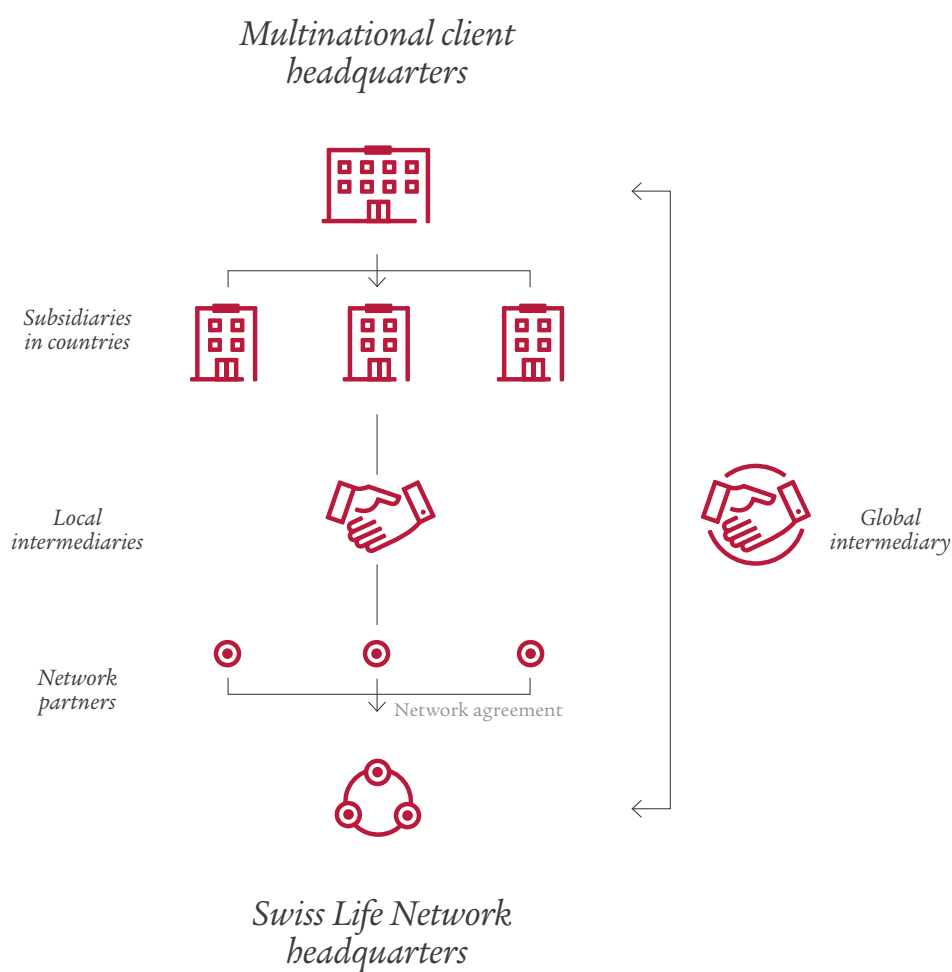 Multinational client
headquarters
Subsidiaries
in countries
Local
intermediaries
Global
intermediary
Network
partners
Network agreement
Swiss Life Network
headquarters